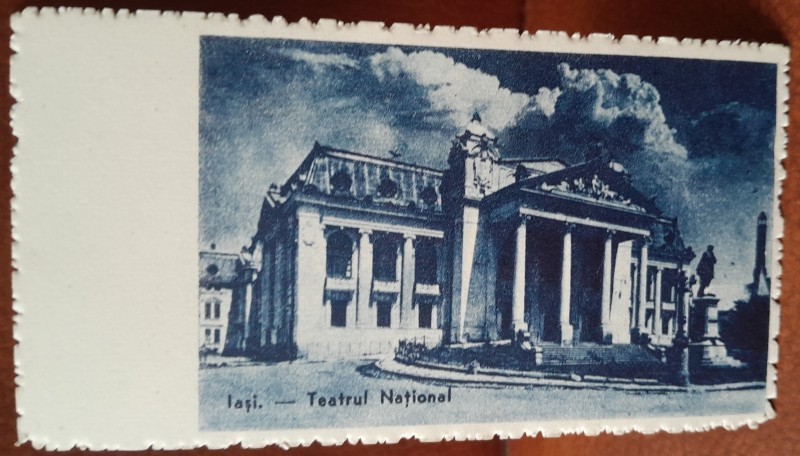 Iași. — Teatrul Național